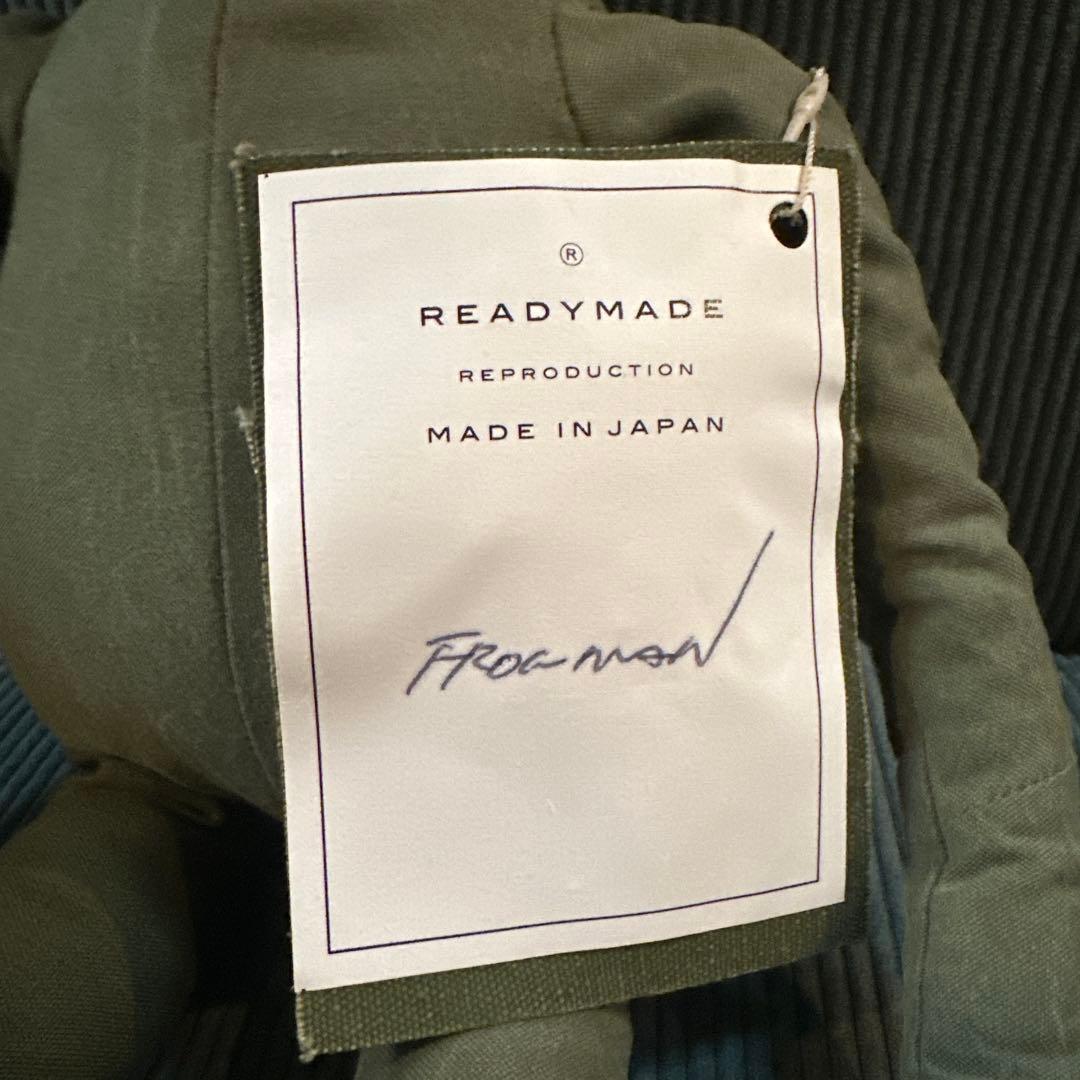 ®
READYMADE
REPRODUCTION
MADE IN JAPAN
FROGMAN